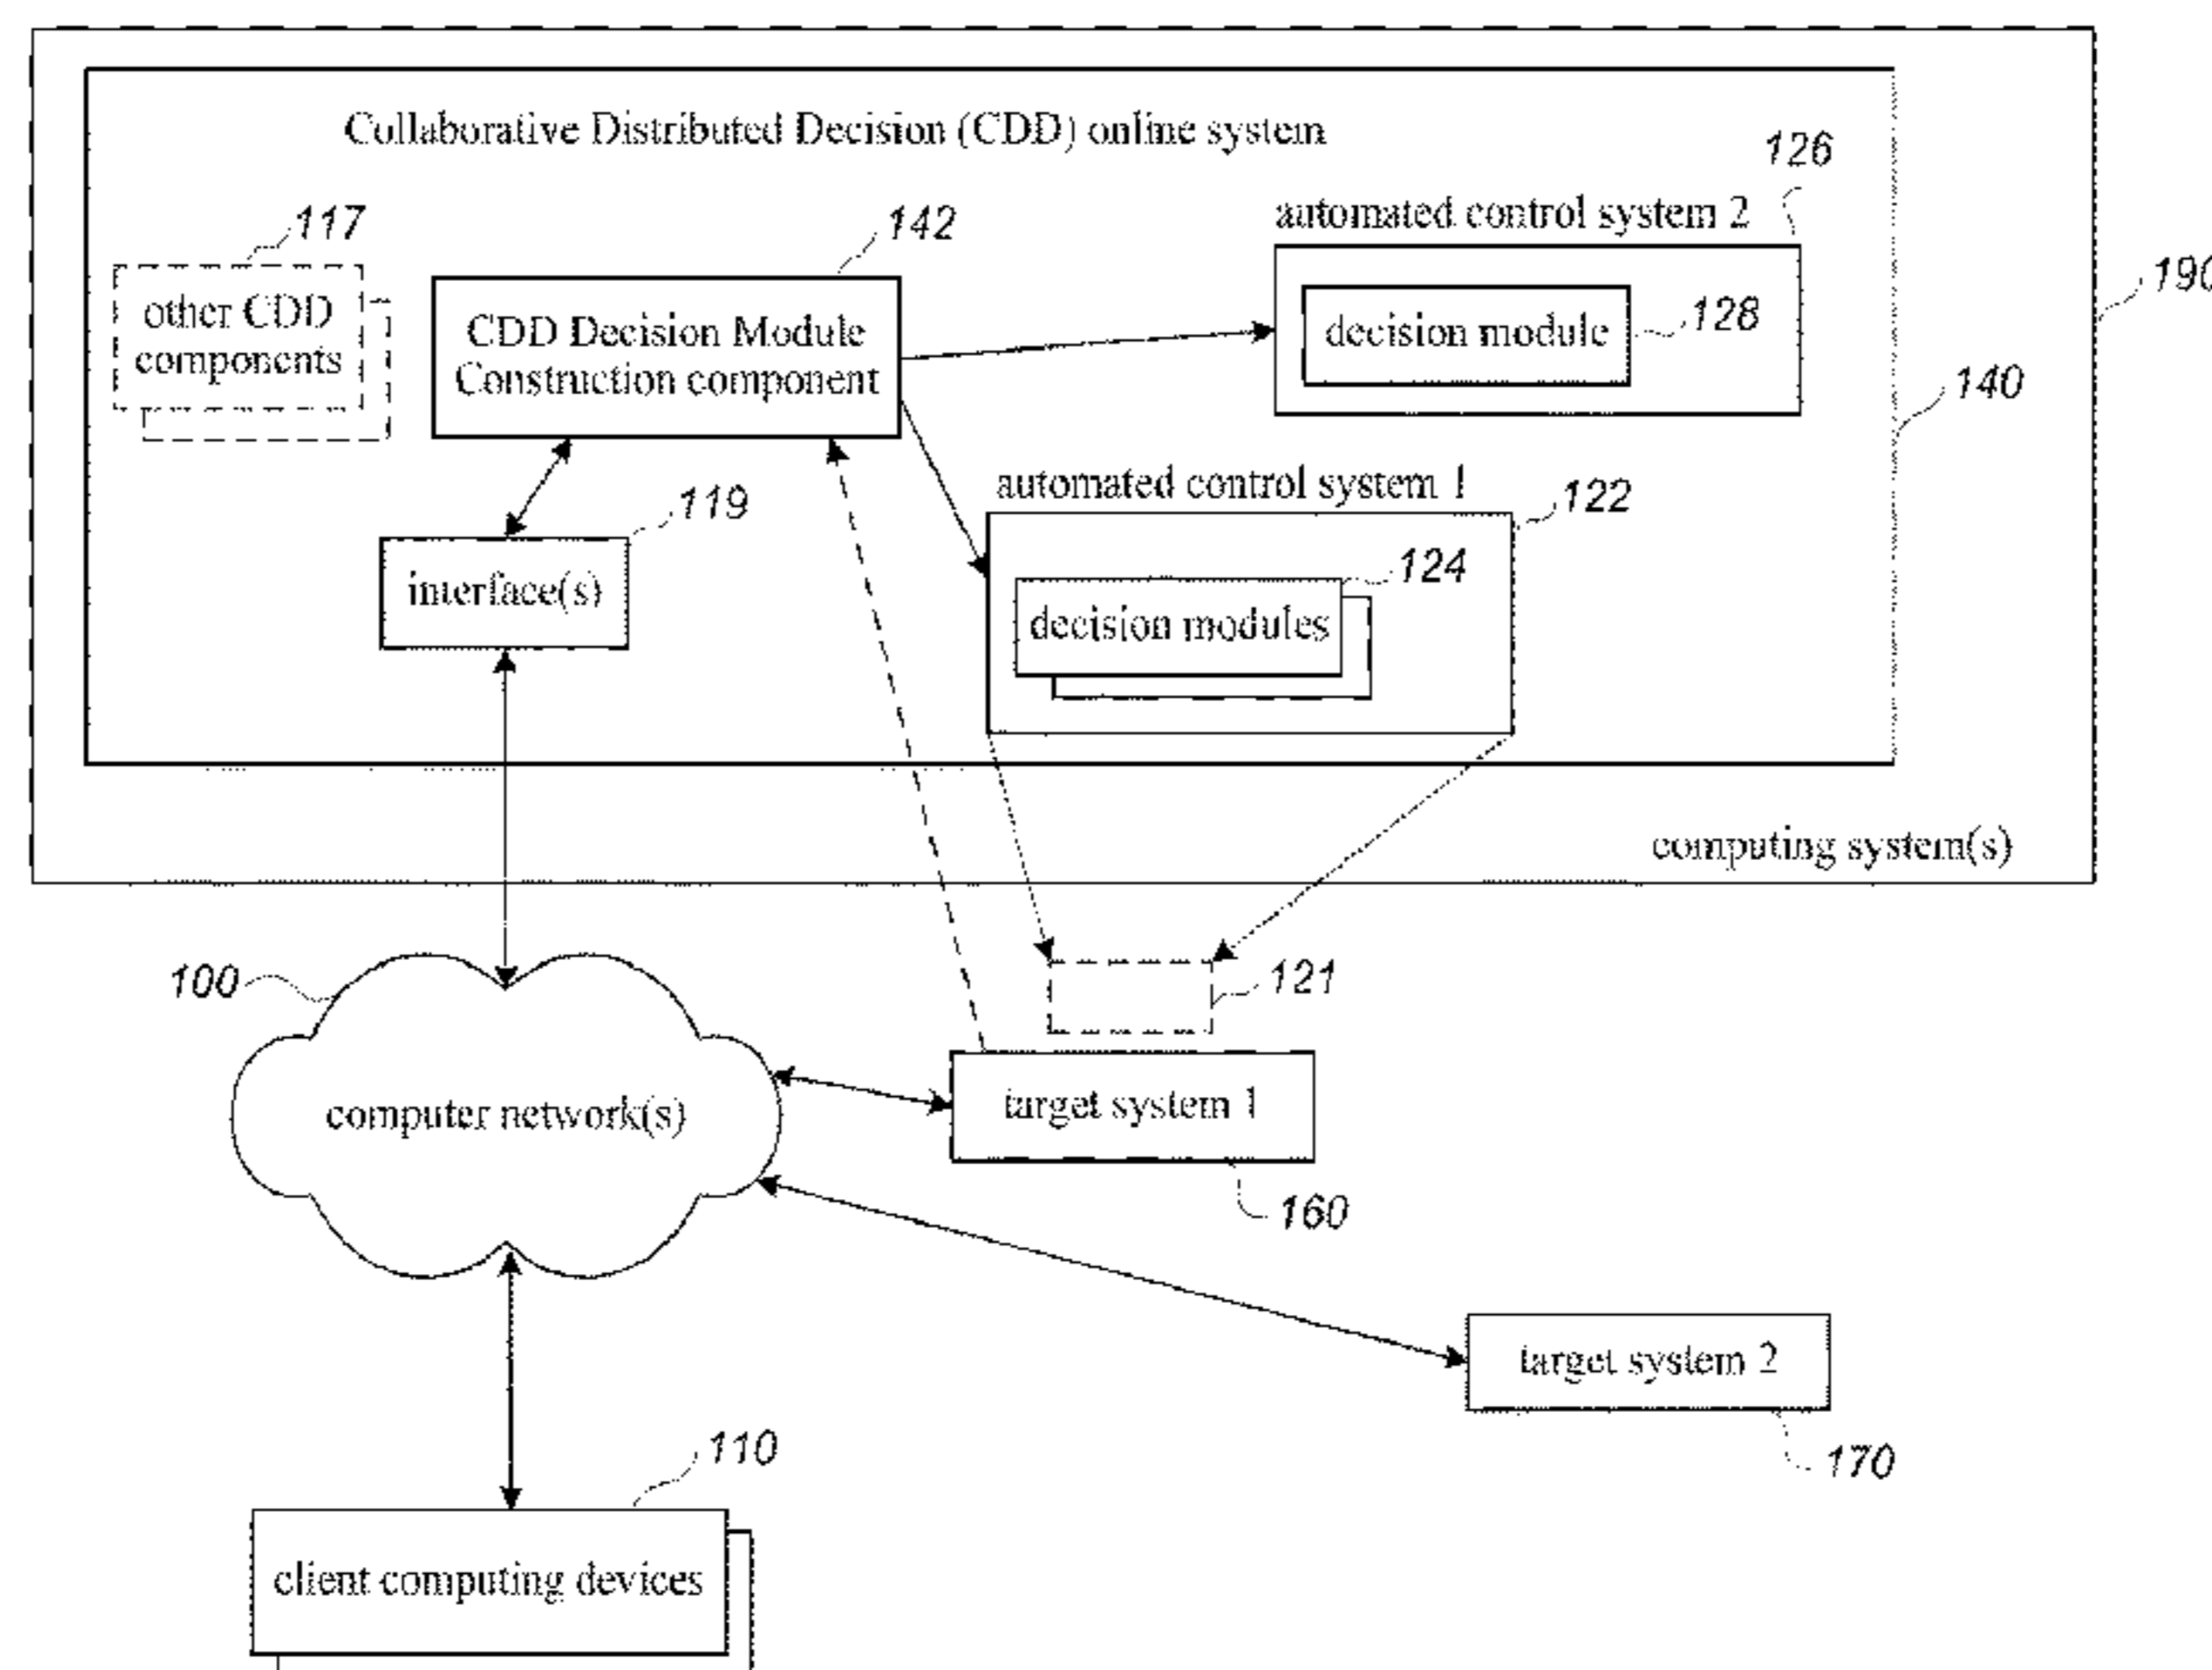 Collaborative Distributed Decision (CDD) online system
126
117
142
automated control system 2
190
other CDD
components
CDD Decision Module
Construction component
decision module
128
140
119
automated control system 1
122
interface(s)
124
decision modules
computing system(s)
100
121
computer network(s)
target system 1
160
target system 2
110
170
client computing devices